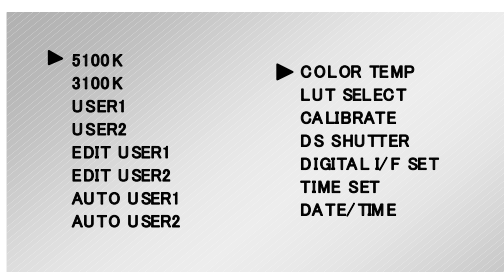 5100K
3100K
USER1
USER2
EDIT USER1
EDIT USER2
AUTO USER1
AUTO USER2
COLOR TEMP
LUT SELECT
CALIBRATE
DS SHUTTER
DIGITAL I/F SET
TIME SET
DATE/TIME